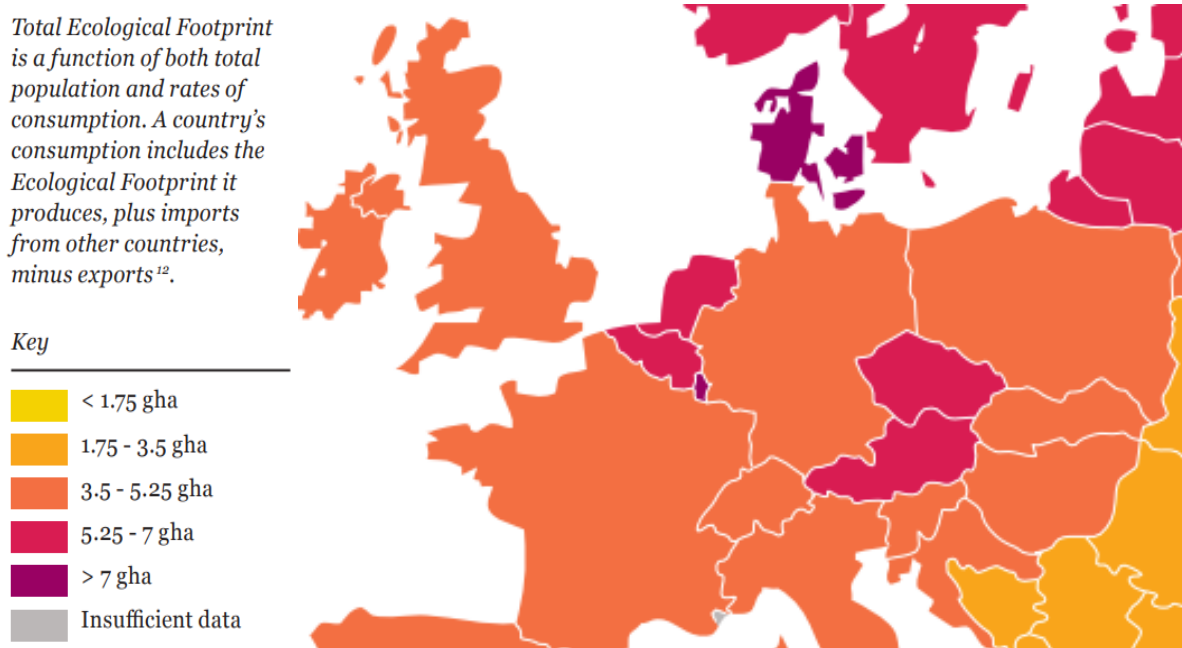 Total Ecological Footprint
is a function of both total
population and rates of
consumption. A country’s
consumption includes the
Ecological Footprint it
produces, plus imports
from other countries,
minus exports¹².
Key
< 1.75 gha
1.75 - 3.5 gha
3.5 - 5.25 gha
5.25 - 7 gha
> 7 gha
Insufficient data